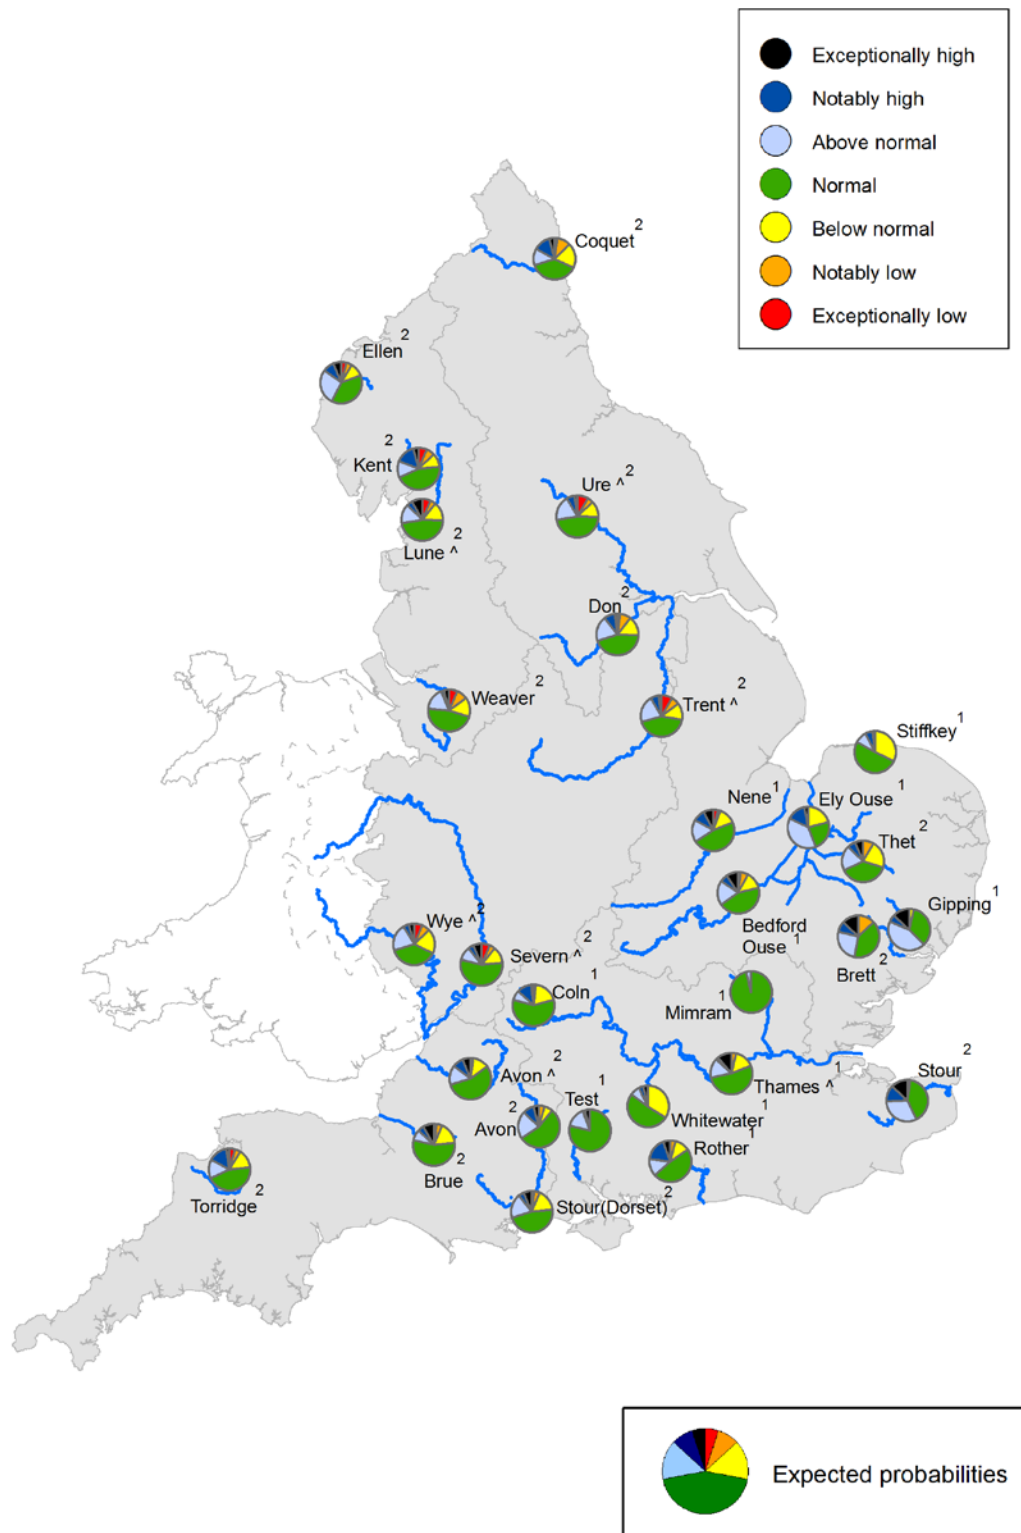 Exceptionally high
Notably high
Above normal
Normal
Below normal
Notably low
Exceptionally low
Coquet 2
Ellen 2
Kent 2
Lune ^ 2
Ure ^ 2
Don 2
Weaver 2
Trent ^ 2
Stiffkey 1
Nene 1
Ely Ouse 1
Thet 2
Gipping 1
Bedford
Ouse 1
Brett 2
Wye ^ 2
Severn ^ 2
Coln 1
Mimram 1
Avon ^ 2
Test 1
Thames ^ 1
Stour 2
Avon 2
Whitewater 1
Rother 1
Brue 2
Torridge 2
Stour(Dorset) 2
Expected probabilities